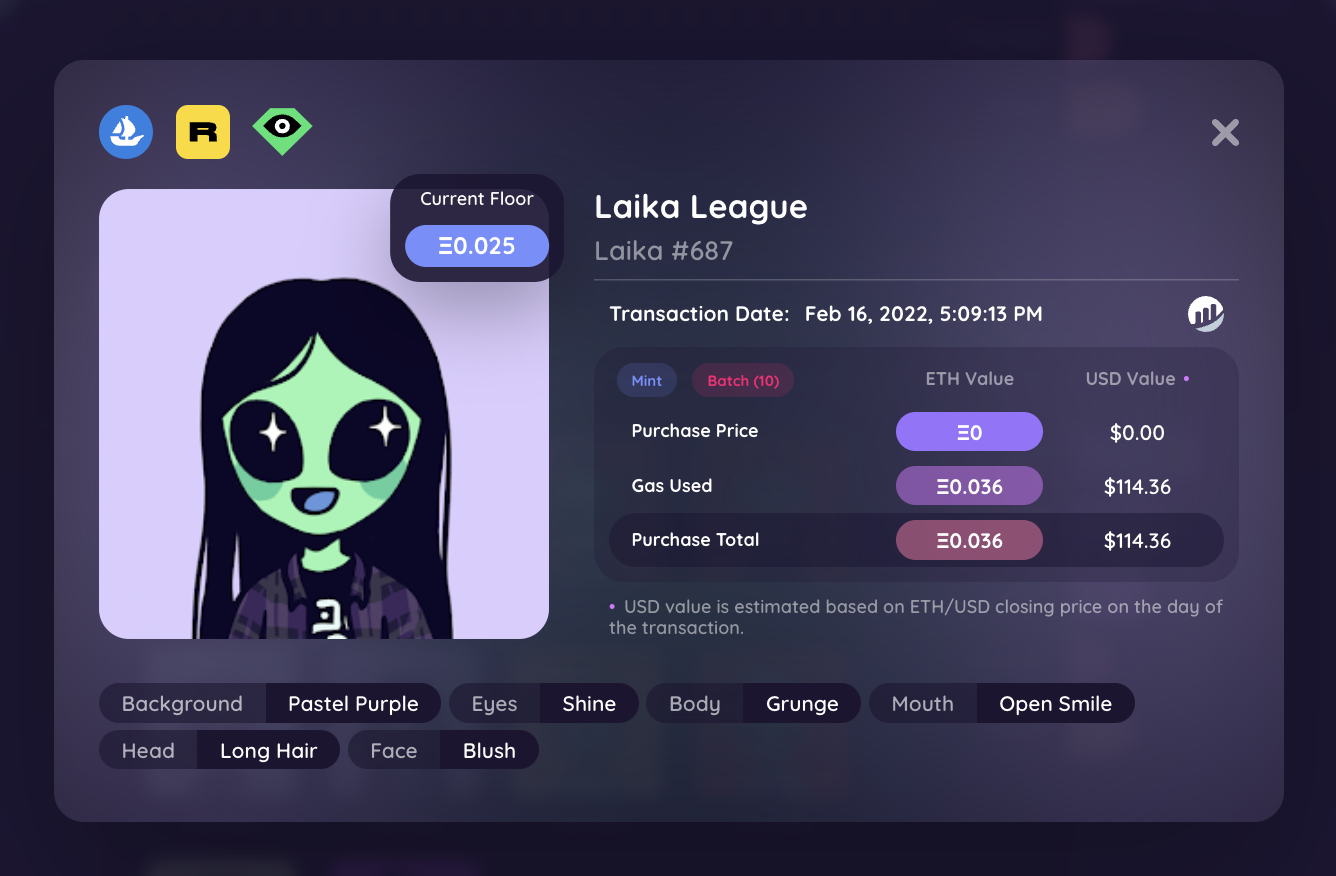 R
Current Floor
Ξ0.025
Laika League
Laika #687
Transaction Date: Feb 16, 2022, 5:09:13 PM
Mint Batch (10) ETH Value USD Value •
Purchase Price Ξ0 $0.00
Gas Used Ξ0.036 $114.36
Purchase Total Ξ0.036 $114.36
• USD value is estimated based on ETH/USD closing price on the day of
the transaction.
Background Pastel Purple Eyes Shine Body Grunge Mouth Open Smile
Head Long Hair Face Blush